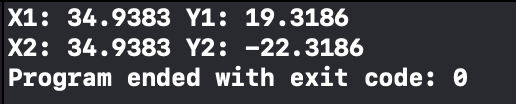 X1: 34.9383 Y1: 19.3186
X2: 34.9383 Y2: -22.3186
Program ended with exit code: 0